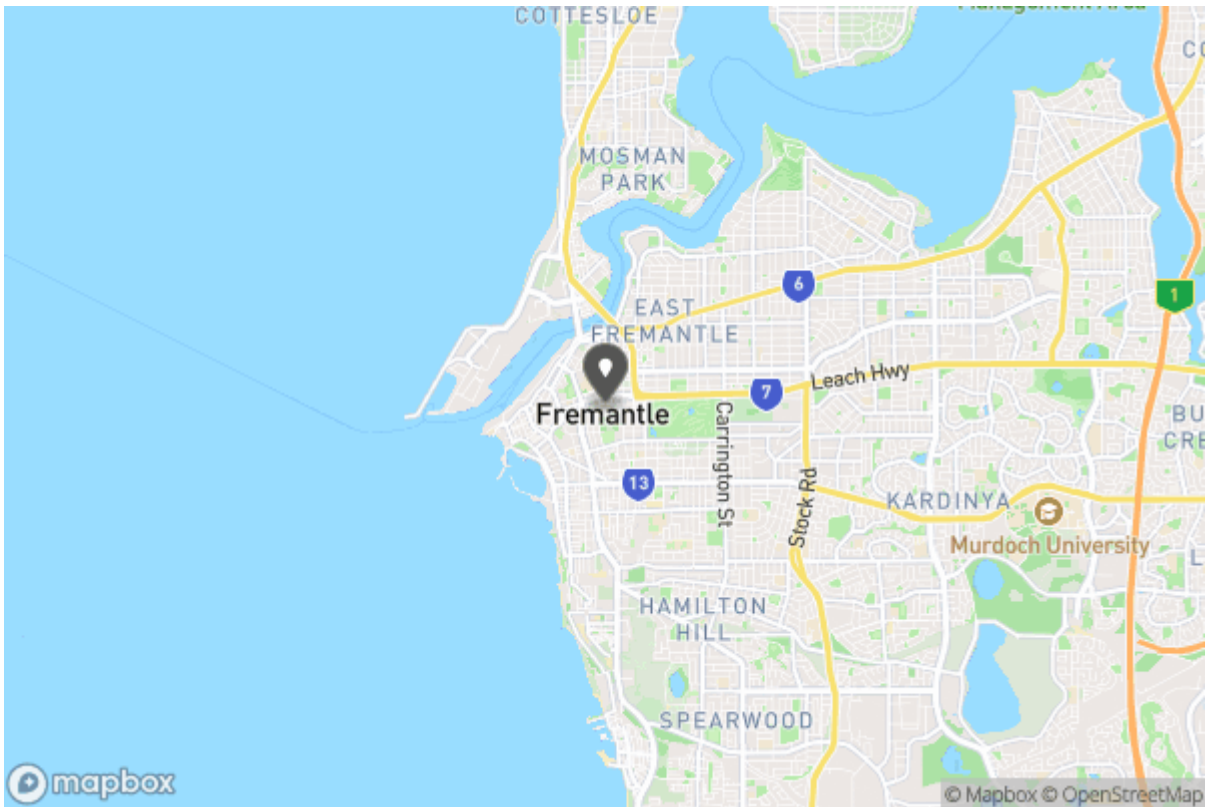 COTTESLOE
MOSMAN
PARK
6
1
EAST
FREMANTLE
Leach Hwy
7
Fremantle
Carrington St
13
Stock Rd
KARDINYA
Murdoch University
HAMILTON
HILL
SPEARWOOD
mapbox
© Mapbox © OpenStreetMap